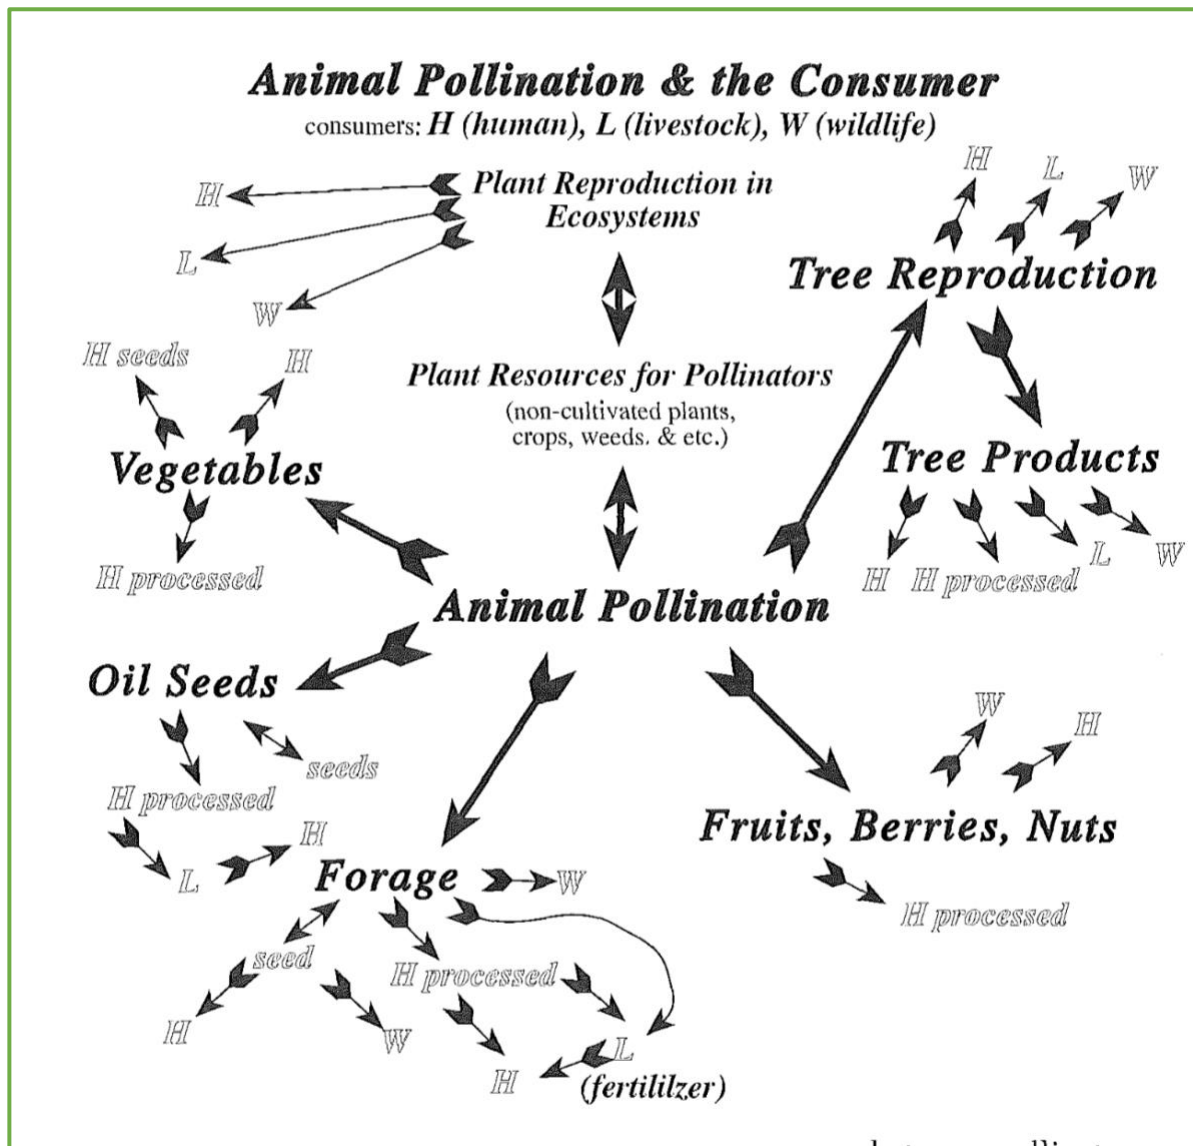 Animal Pollination & the Consumer
consumers: H (human), L (livestock), W (wildlife)
H
L
W
Plant Reproduction in
Ecosystems
H
L
W
Tree Reproduction
H seeds
H
Vegetables
H processed
Plant Resources for Pollinators
(non-cultivated plants,
crops, weeds. & etc.)
Tree Products
H
H processed
L
W
Animal Pollination
Oil Seeds
seeds
H processed
L
H
W
H
Fruits, Berries, Nuts
H processed
Forage
W
seed
H
W
H processed
H
L
(fertililzer)